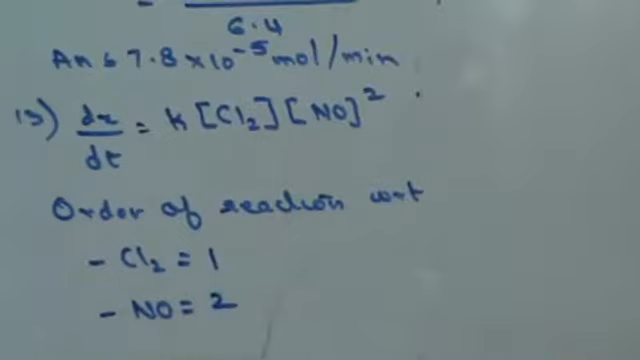 6.4
Ans 7.8 × 10⁻⁵ mol/min
13) dx/dt = K [Cl₂] [NO]²
Order of reaction wrt
- Cl₂ = 1
- NO = 2